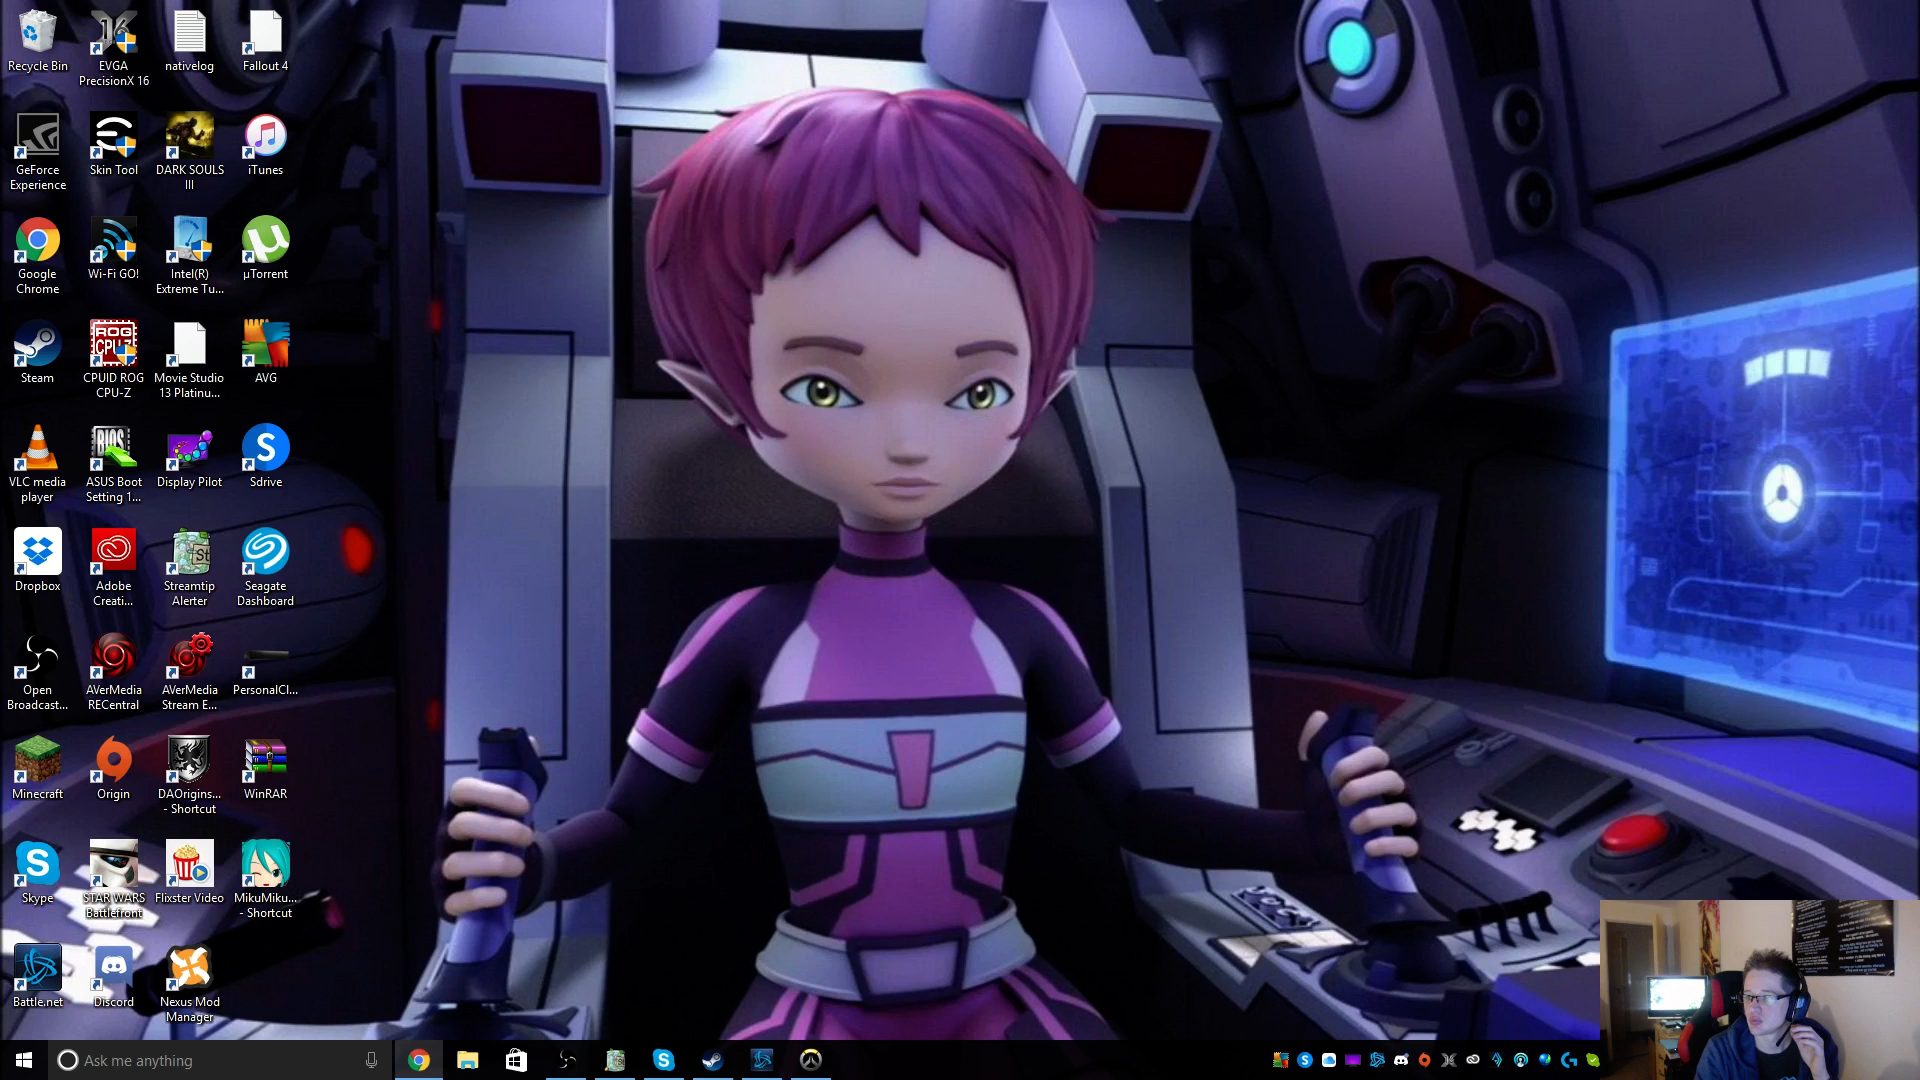 Recycle Bin
EVGA
PrecisionX 16
nativelog
Fallout 4
GeForce
Experience
Skin Tool
DARK SOULS
III
iTunes
Google
Chrome
Wi-Fi GO!
Intel(R)
Extreme Tu...
µTorrent
Steam
CPUID ROG
CPU-Z
Movie Studio
13 Platinu...
AVG
VLC media
player
ASUS Boot
Setting 1...
Display Pilot
Sdrive
Dropbox
Adobe
Creati...
Streamtip
Alerter
Seagate
Dashboard
Open
Broadcast...
AVerMedia
RECentral
AVerMedia
Stream E...
PersonalCl...
Minecraft
Origin
DAOrigins...
- Shortcut
WinRAR
Skype
STAR WARS
Battlefront
Flixster Video
MikuMiku...
- Shortcut
Battle.net
Discord
Nexus Mod
Manager
Ask me anything